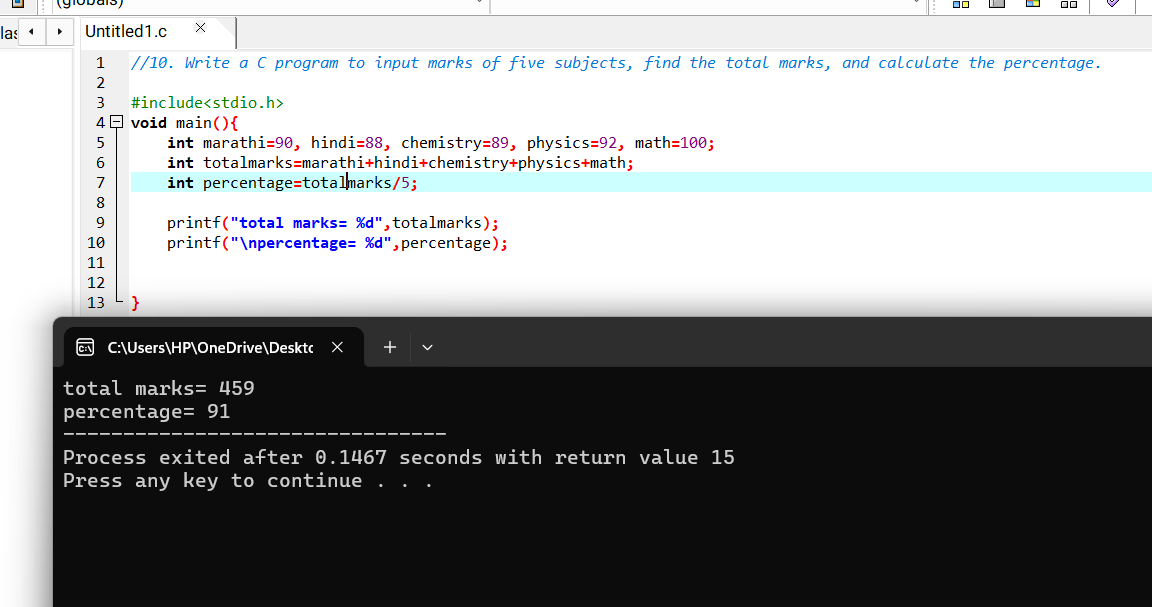 (globals)
las
Untitled1.c
1 //10. Write a C program to input marks of five subjects, find the total marks, and calculate the percentage.
2
3 #include<stdio.h>
4 void main(){
5 int marathi=90, hindi=88, chemistry=89, physics=92, math=100;
6 int totalmarks=marathi+hindi+chemistry+physics+math;
7 int percentage=totalmarks/5;
8
9 printf("total marks= %d",totalmarks);
10 printf("\npercentage= %d",percentage);
11
12
13 }
C:\Users\HP\OneDrive\Deskto
total marks= 459
percentage= 91
--------------------------------
Process exited after 0.1467 seconds with return value 15
Press any key to continue . . .